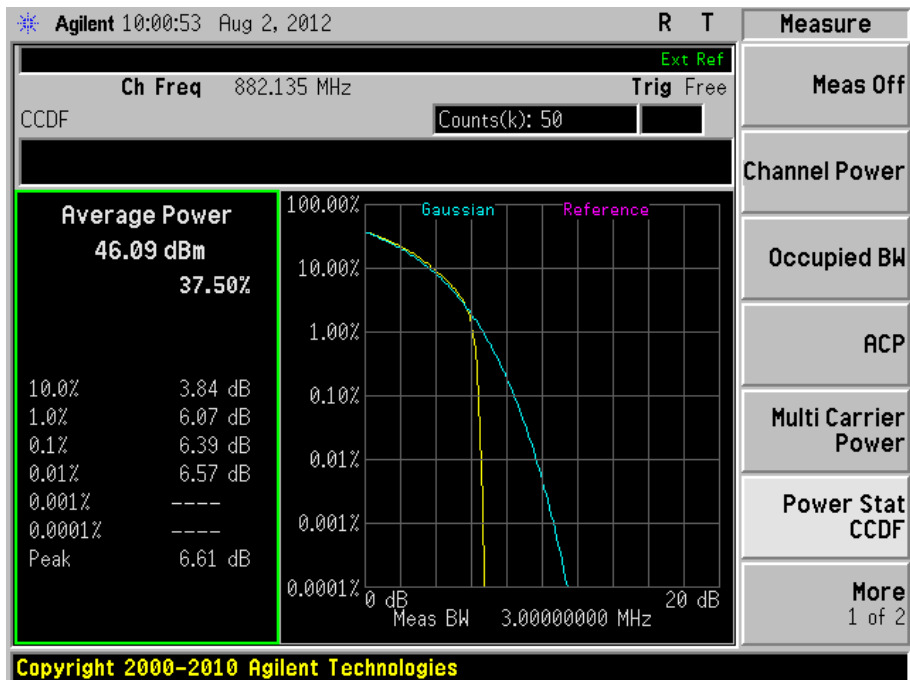 Agilent 10:00:53 Aug 2, 2012 R T
Measure
Ext Ref
Ch Freq 882.135 MHz Trig Free
CCDF Counts(k): 50
Average Power
46.09 dBm
37.50%
10.0% 3.84 dB
1.0% 6.07 dB
0.1% 6.39 dB
0.01% 6.57 dB
0.001% ----
0.0001% ----
Peak 6.61 dB
Gaussian Reference
100.00%
10.00%
1.00%
0.10%
0.01%
0.001%
0.0001%
0 dB 20 dB
Meas BW 3.00000000 MHz
Meas Off
Channel Power
Occupied BW
ACP
Multi Carrier
Power
Power Stat
CCDF
More
1 of 2
Copyright 2000-2010 Agilent Technologies